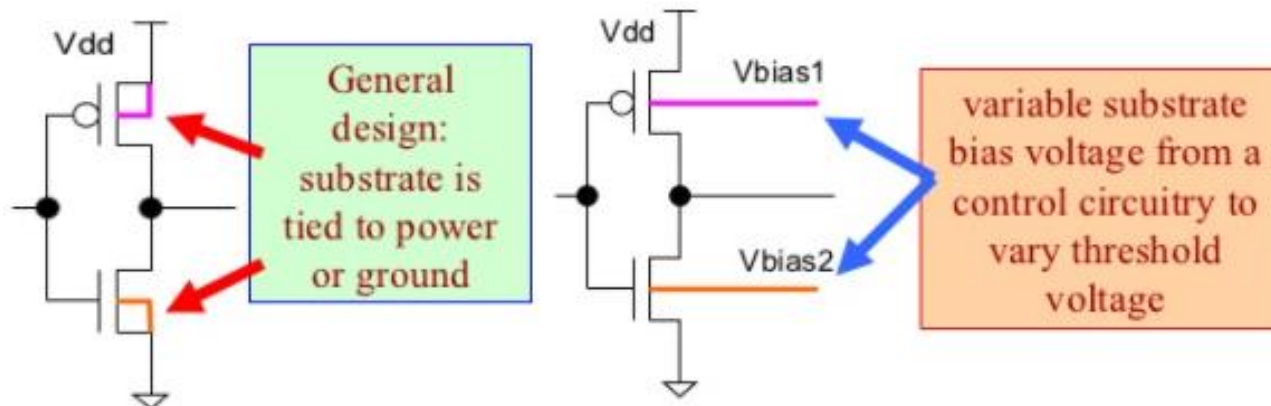 Vdd
General
design:
substrate is
tied to power
or ground
Vdd
Vbias1
Vbias2
variable substrate
bias voltage from a
control circuitry to
vary threshold
voltage